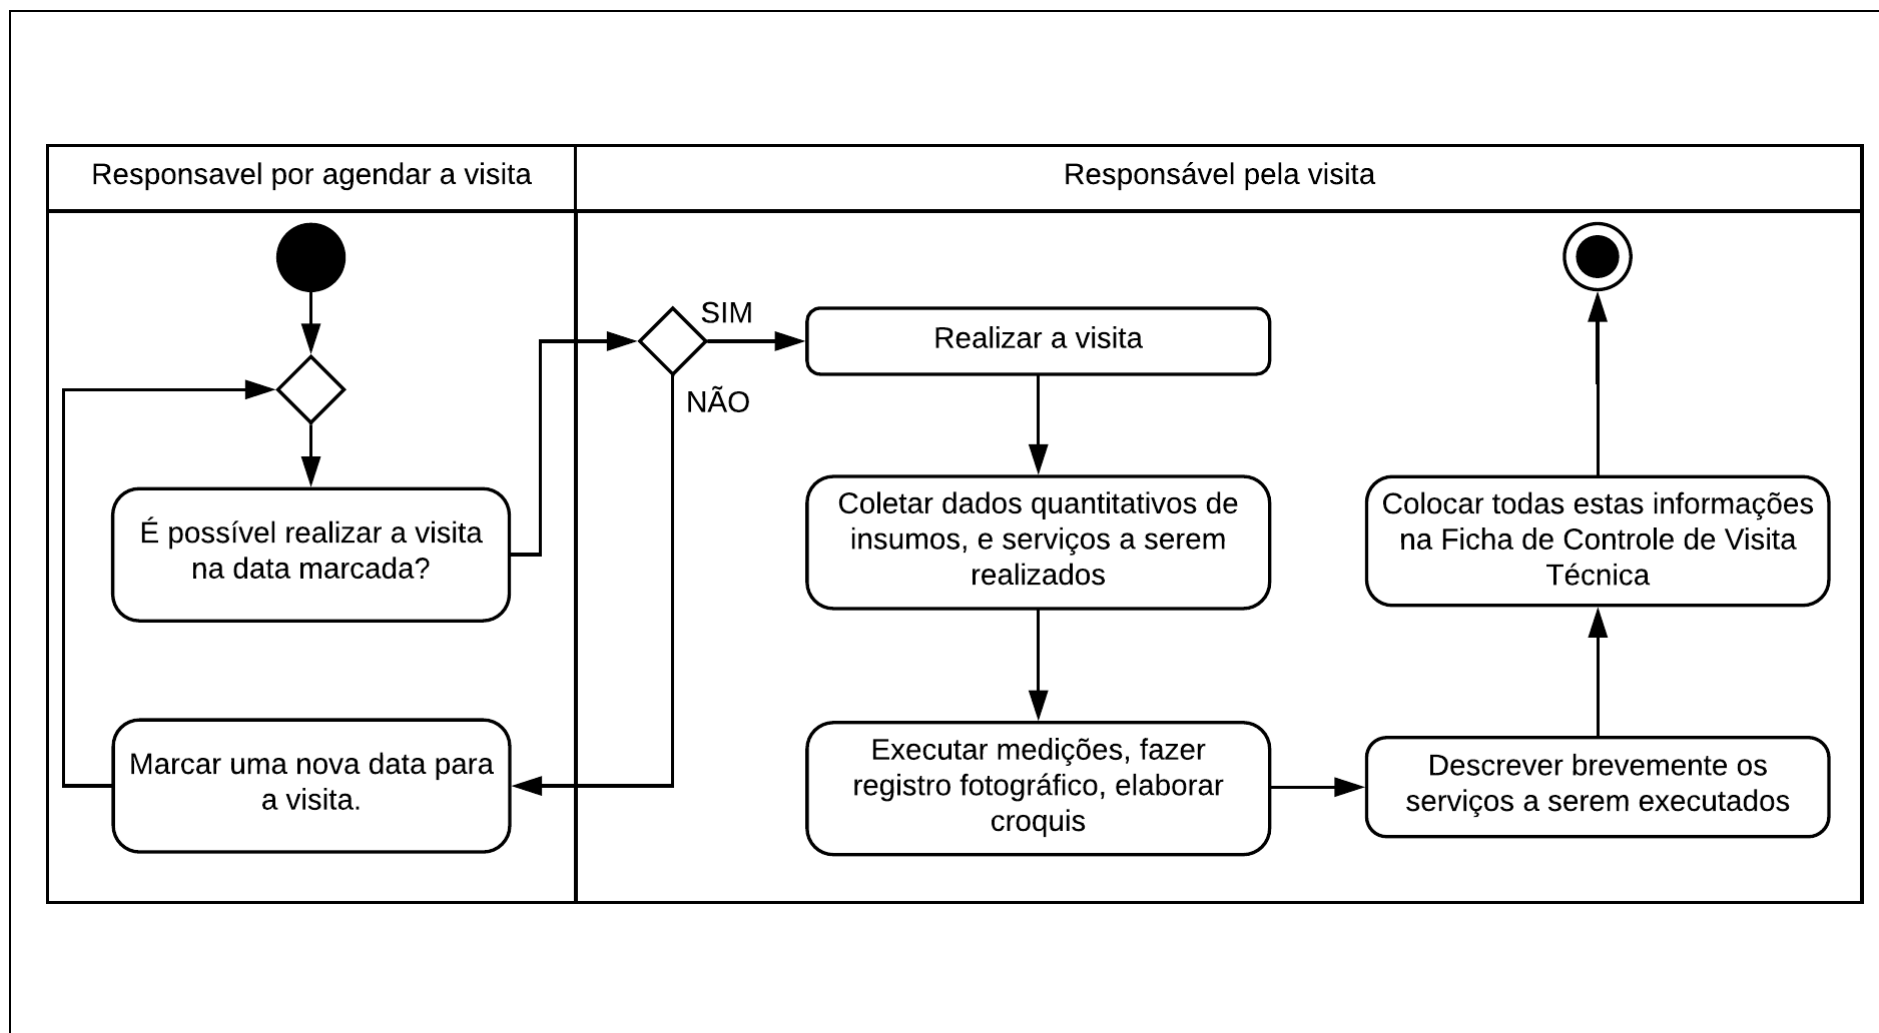 Responsavel por agendar a visita
Responsável pela visita
SIM
NÃO
É possível realizar a visita
na data marcada?
Marcar uma nova data para
a visita.
Realizar a visita
Coletar dados quantitativos de
insumos, e serviços a serem
realizados
Executar medições, fazer
registro fotográfico, elaborar
croquis
Descrever brevemente os
serviços a serem executados
Colocar todas estas informações
na Ficha de Controle de Visita
Técnica